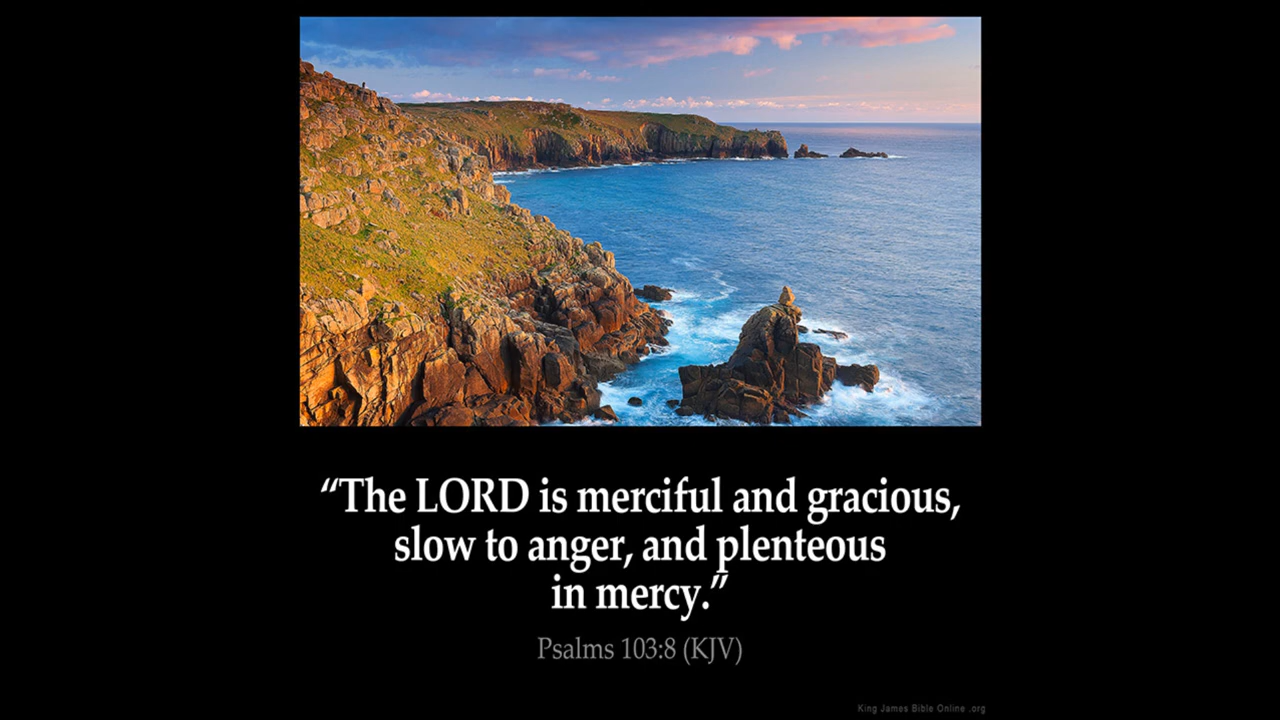 “The LORD is merciful and gracious,
slow to anger, and plenteous
in mercy.”
Psalms 103:8 (KJV)
King James Bible Online .org